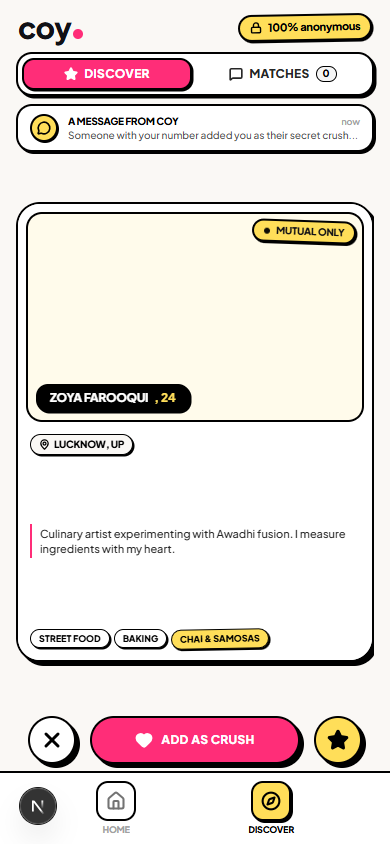 coy.
100% anonymous
DISCOVER
MATCHES 0
A MESSAGE FROM COY
now
Someone with your number added you as their secret crush...
MUTUAL ONLY
ZOYA FAROOQUI , 24
LUCKNOW, UP
Culinary artist experimenting with Awadhi fusion. I measure
ingredients with my heart.
STREET FOOD
BAKING
CHAI & SAMOSAS
ADD AS CRUSH
N
HOME
DISCOVER